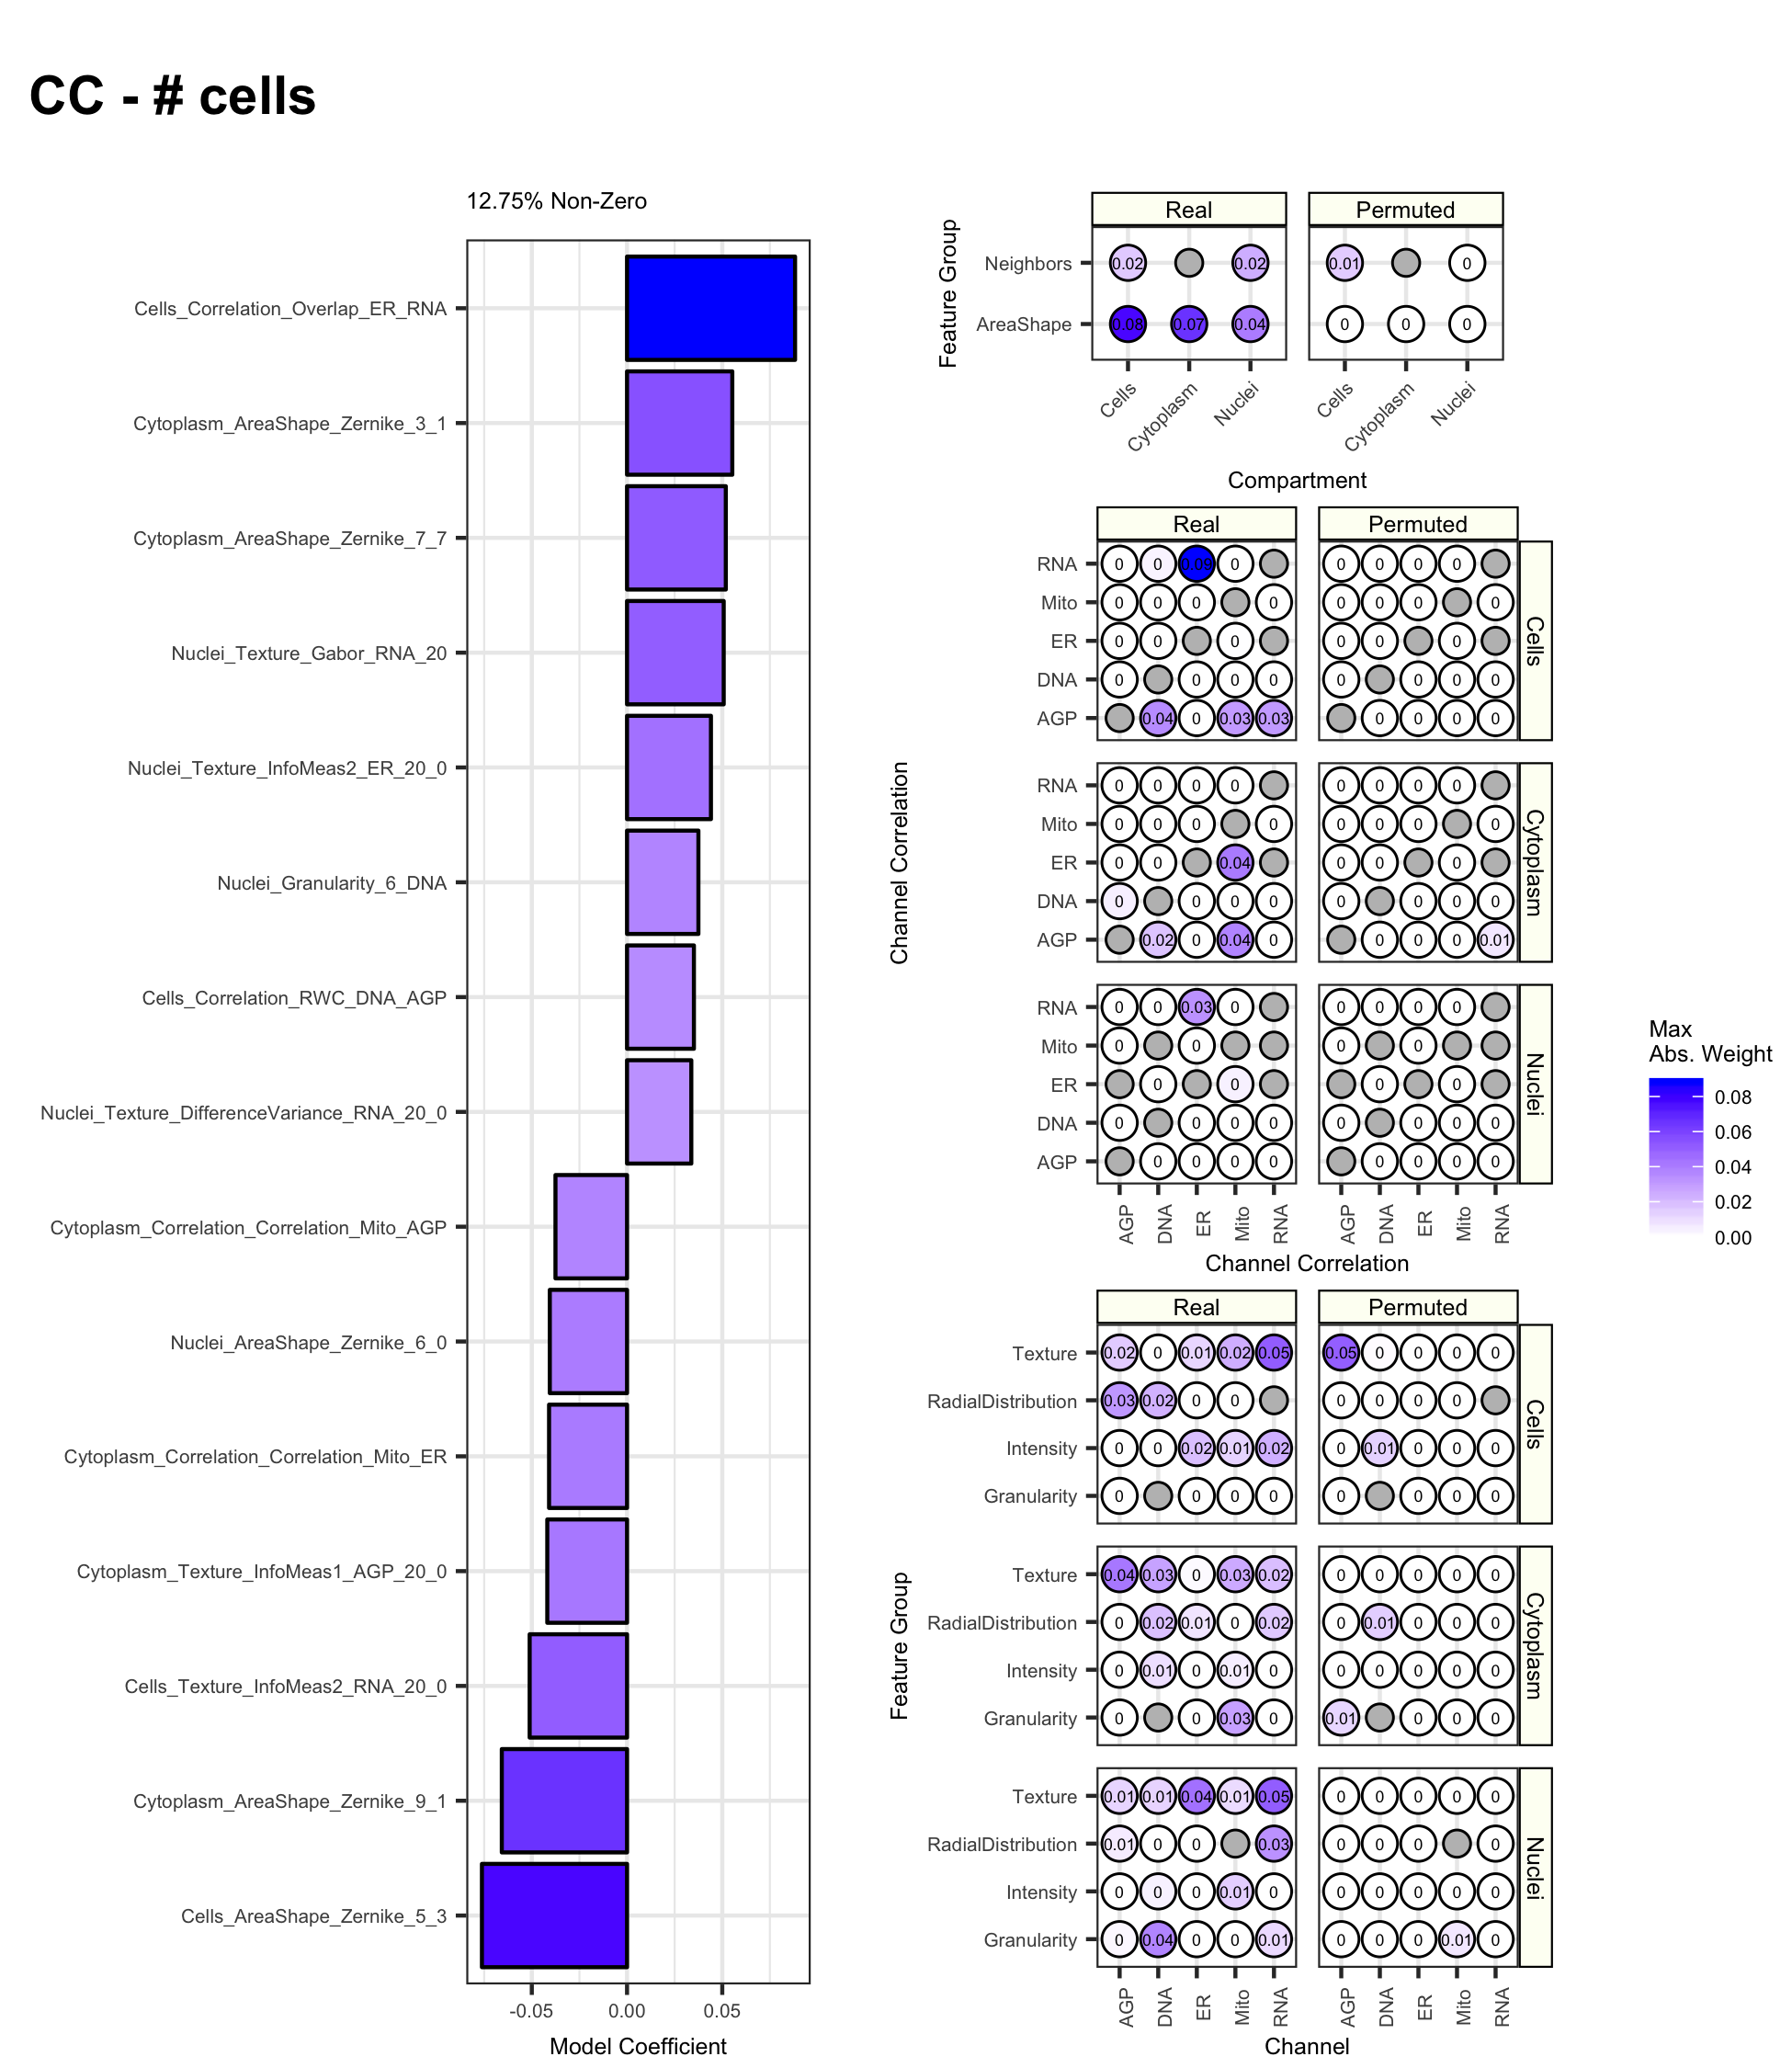 CC - # cells
12.75% Non-Zero
Cells_Correlation_Overlap_ER_RNA
Cytoplasm_AreaShape_Zernike_3_1
Cytoplasm_AreaShape_Zernike_7_7
Nuclei_Texture_Gabor_RNA_20
Nuclei_Texture_InfoMeas2_ER_20_0
Nuclei_Granularity_6_DNA
Cells_Correlation_RWC_DNA_AGP
Nuclei_Texture_DifferenceVariance_RNA_20_0
Cytoplasm_Correlation_Correlation_Mito_AGP
Nuclei_AreaShape_Zernike_6_0
Cytoplasm_Correlation_Correlation_Mito_ER
Cytoplasm_Texture_InfoMeas1_AGP_20_0
Cells_Texture_InfoMeas2_RNA_20_0
Cytoplasm_AreaShape_Zernike_9_1
Cells_AreaShape_Zernike_5_3
-0.05 0.00 0.05
Model Coefficient
Feature Group
Real Permuted
Neighbors 0.02 0.02 0.01 0
AreaShape 0.08 0.07 0.04 0 0 0
Cells Cytoplasm Nuclei Cells Cytoplasm Nuclei
Compartment
Channel Correlation
Real Permuted
Cells
RNA 0 0 0.09 0 0 0 0 0
Mito 0 0 0 0 0 0 0 0
ER 0 0 0 0 0 0
DNA 0 0 0 0 0 0 0 0
AGP 0.04 0 0.03 0.03 0 0 0 0
Cytoplasm
RNA 0 0 0 0 0 0 0 0
Mito 0 0 0 0 0 0 0 0
ER 0 0 0.04 0 0 0
DNA 0 0 0 0 0 0 0 0
AGP 0.02 0 0.04 0 0 0 0 0.01
Nuclei
RNA 0 0 0.03 0 0 0 0 0
Mito 0 0 0 0
ER 0 0 0 0
DNA 0 0 0 0 0 0 0 0
AGP 0 0 0 0 0 0 0 0
AGP DNA ER Mito RNA AGP DNA ER Mito RNA
Channel Correlation
Max
Abs. Weight
0.08
0.06
0.04
0.02
0.00
Feature Group
Real Permuted
Cells
Texture 0.02 0 0.01 0.02 0.05 0.05 0 0 0 0
RadialDistribution 0.03 0.02 0 0 0 0 0 0
Intensity 0 0 0.02 0.01 0.02 0 0.01 0 0 0
Granularity 0 0 0 0 0 0 0 0
Cytoplasm
Texture 0.04 0.03 0 0.03 0.02 0 0 0 0 0
RadialDistribution 0 0.02 0.01 0 0.02 0 0.01 0 0 0
Intensity 0 0.01 0 0.01 0 0 0 0 0 0
Granularity 0 0 0.03 0 0.01 0 0 0
Nuclei
Texture 0.01 0.01 0.04 0.01 0.05 0 0 0 0 0
RadialDistribution 0.01 0 0 0.03 0 0 0 0
Intensity 0 0 0 0.01 0 0 0 0 0 0
Granularity 0 0.04 0 0 0.01 0 0 0 0.01 0
AGP DNA ER Mito RNA AGP DNA ER Mito RNA
Channel